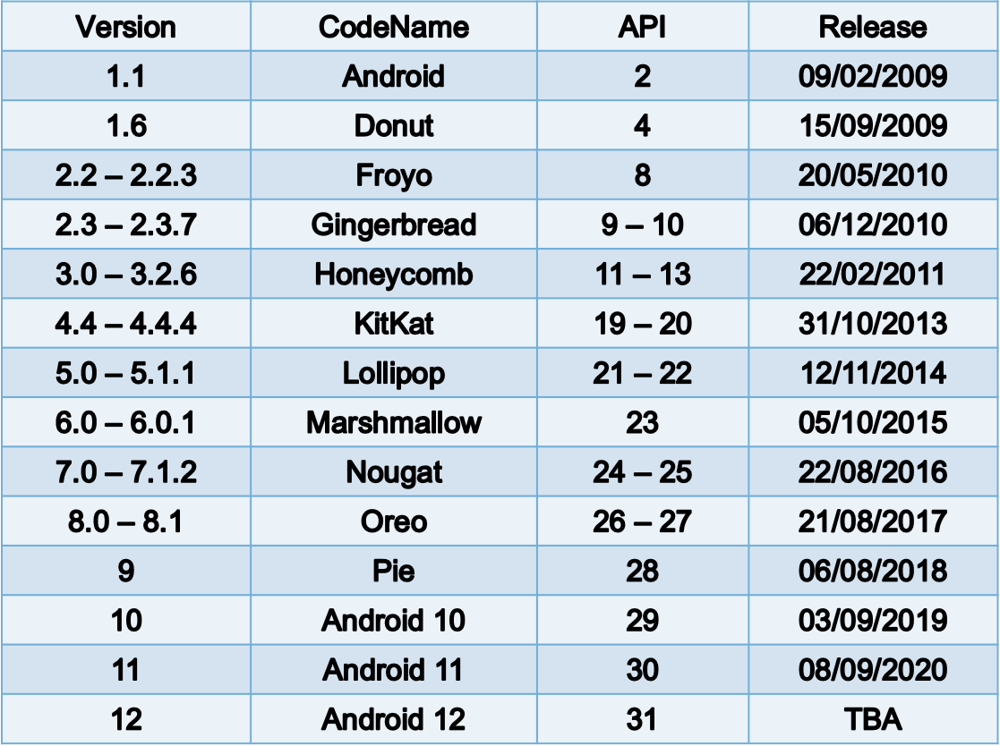 Version CodeName API Release
1.1 Android 2 09/02/2009
1.6 Donut 4 15/09/2009
2.2 – 2.2.3 Froyo 8 20/05/2010
2.3 – 2.3.7 Gingerbread 9 – 10 06/12/2010
3.0 – 3.2.6 Honeycomb 11 – 13 22/02/2011
4.4 – 4.4.4 KitKat 19 – 20 31/10/2013
5.0 – 5.1.1 Lollipop 21 – 22 12/11/2014
6.0 – 6.0.1 Marshmallow 23 05/10/2015
7.0 – 7.1.2 Nougat 24 – 25 22/08/2016
8.0 – 8.1 Oreo 26 – 27 21/08/2017
9 Pie 28 06/08/2018
10 Android 10 29 03/09/2019
11 Android 11 30 08/09/2020
12 Android 12 31 TBA